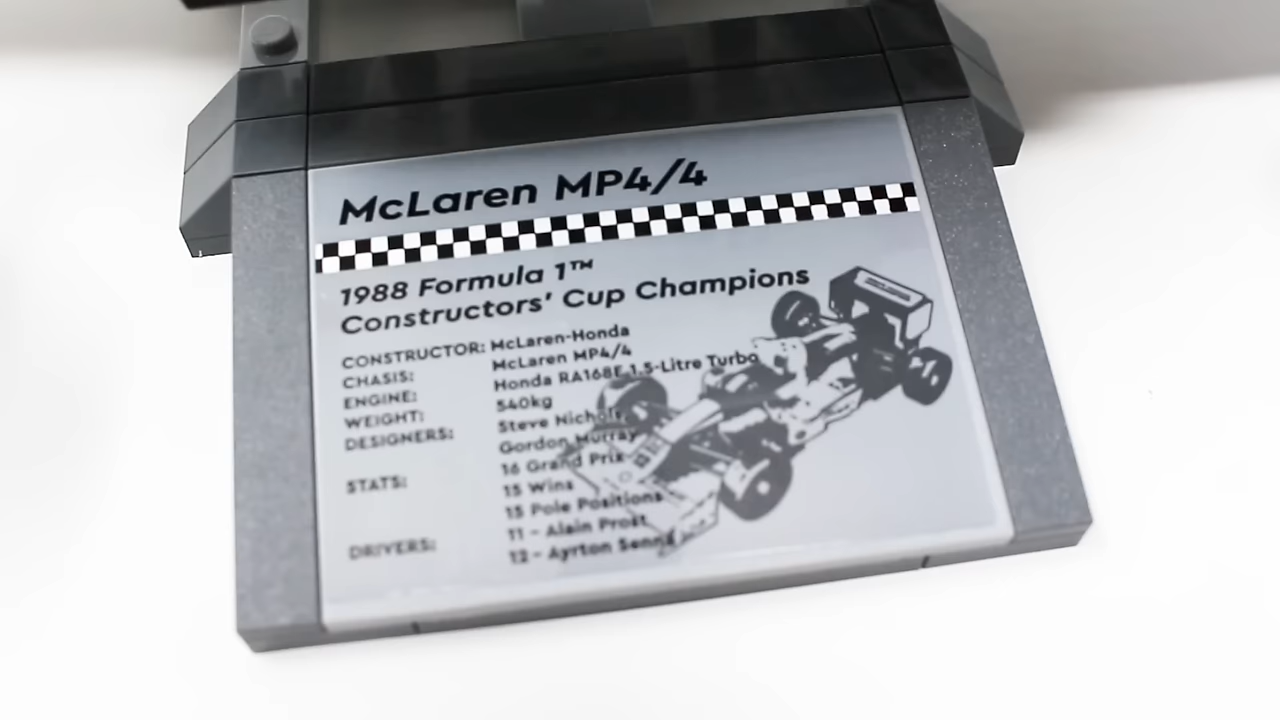 McLaren MP4/4
1988 Formula 1™
Constructors' Cup Champions
CONSTRUCTOR: McLaren-Honda
CHASIS: McLaren MP4/4
ENGINE: Honda RA168E 1.5-Litre Turbo
WEIGHT: 540kg
DESIGNERS: Steve Nichols,
Gordon Murray
STATS: 16 Grand Prix
15 Wins
15 Pole Positions
DRIVERS: 11 - Alain Prost
12 - Ayrton Senna